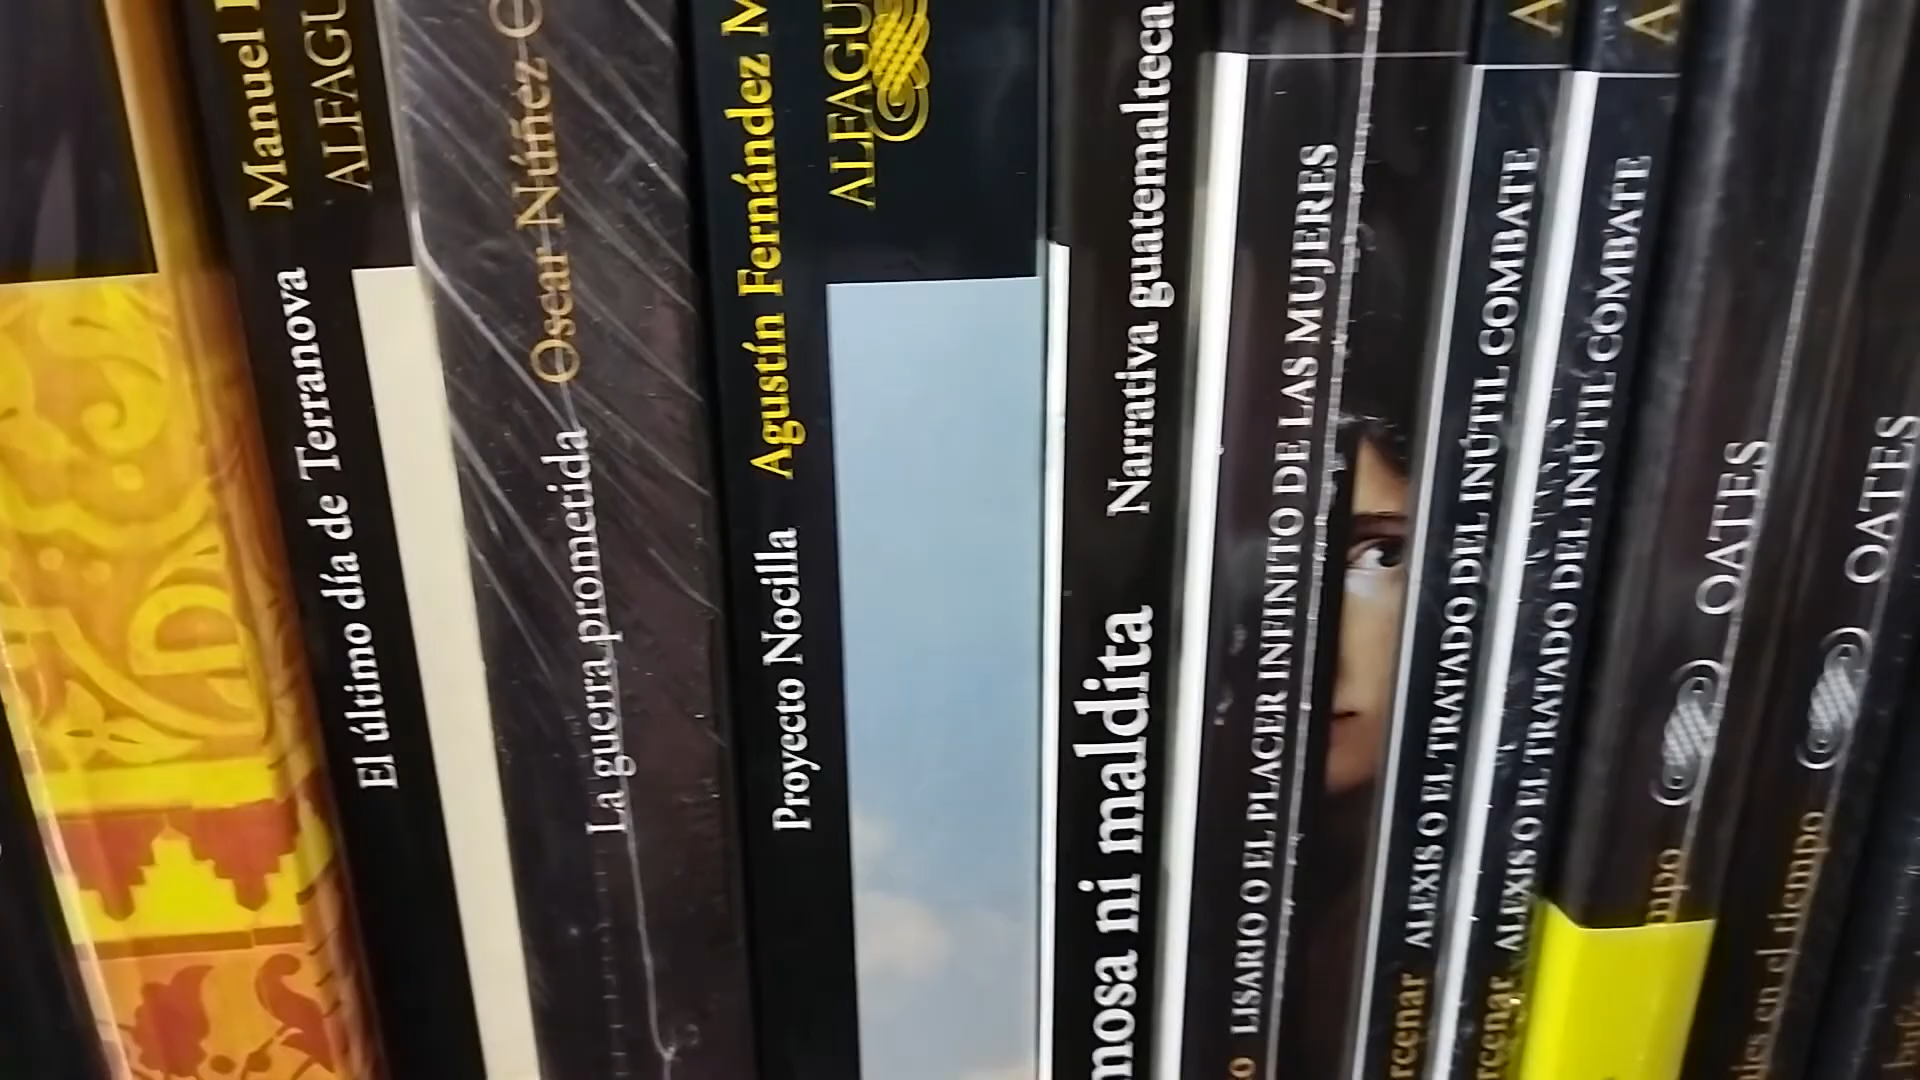 Manuel
ALFAGU
El último día de Terranova
Oscar Núñez
La guerra prometida
Agustín Fernández M
ALFAGU
Proyecto Nocilla
Narrativa guatemalteca
mosa ni maldita
LISARIO O EL PLACER INFINITO DE LAS MUJERES
rcenar ALEXIS O EL TRATADO DEL INÚTIL COMBATE
rcenar ALEXIS O EL TRATADO DEL INÚTIL COMBATE
OATES
mpo
OATES
en el tiempo